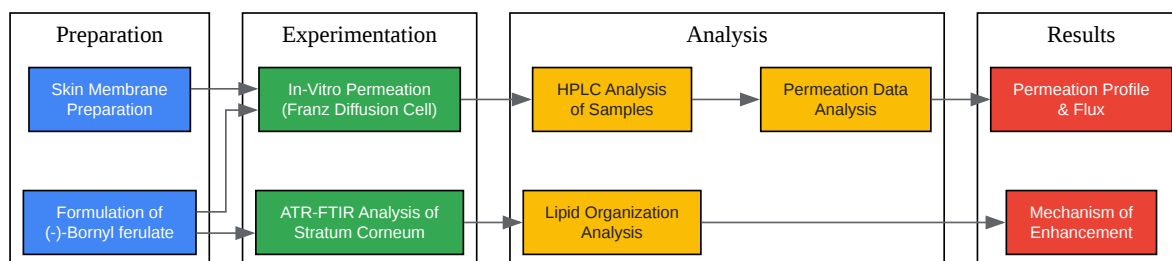 Preparation
Experimentation
Analysis
Results
Skin Membrane
Preparation
In-Vitro Permeation
(Franz Diffusion Cell)
HPLC Analysis
of Samples
Permeation Data
Analysis
Permeation Profile
& Flux
Formulation of
(-)-Bornyl ferulate
ATR-FTIR Analysis of
Stratum Corneum
Lipid Organization
Analysis
Mechanism of
Enhancement